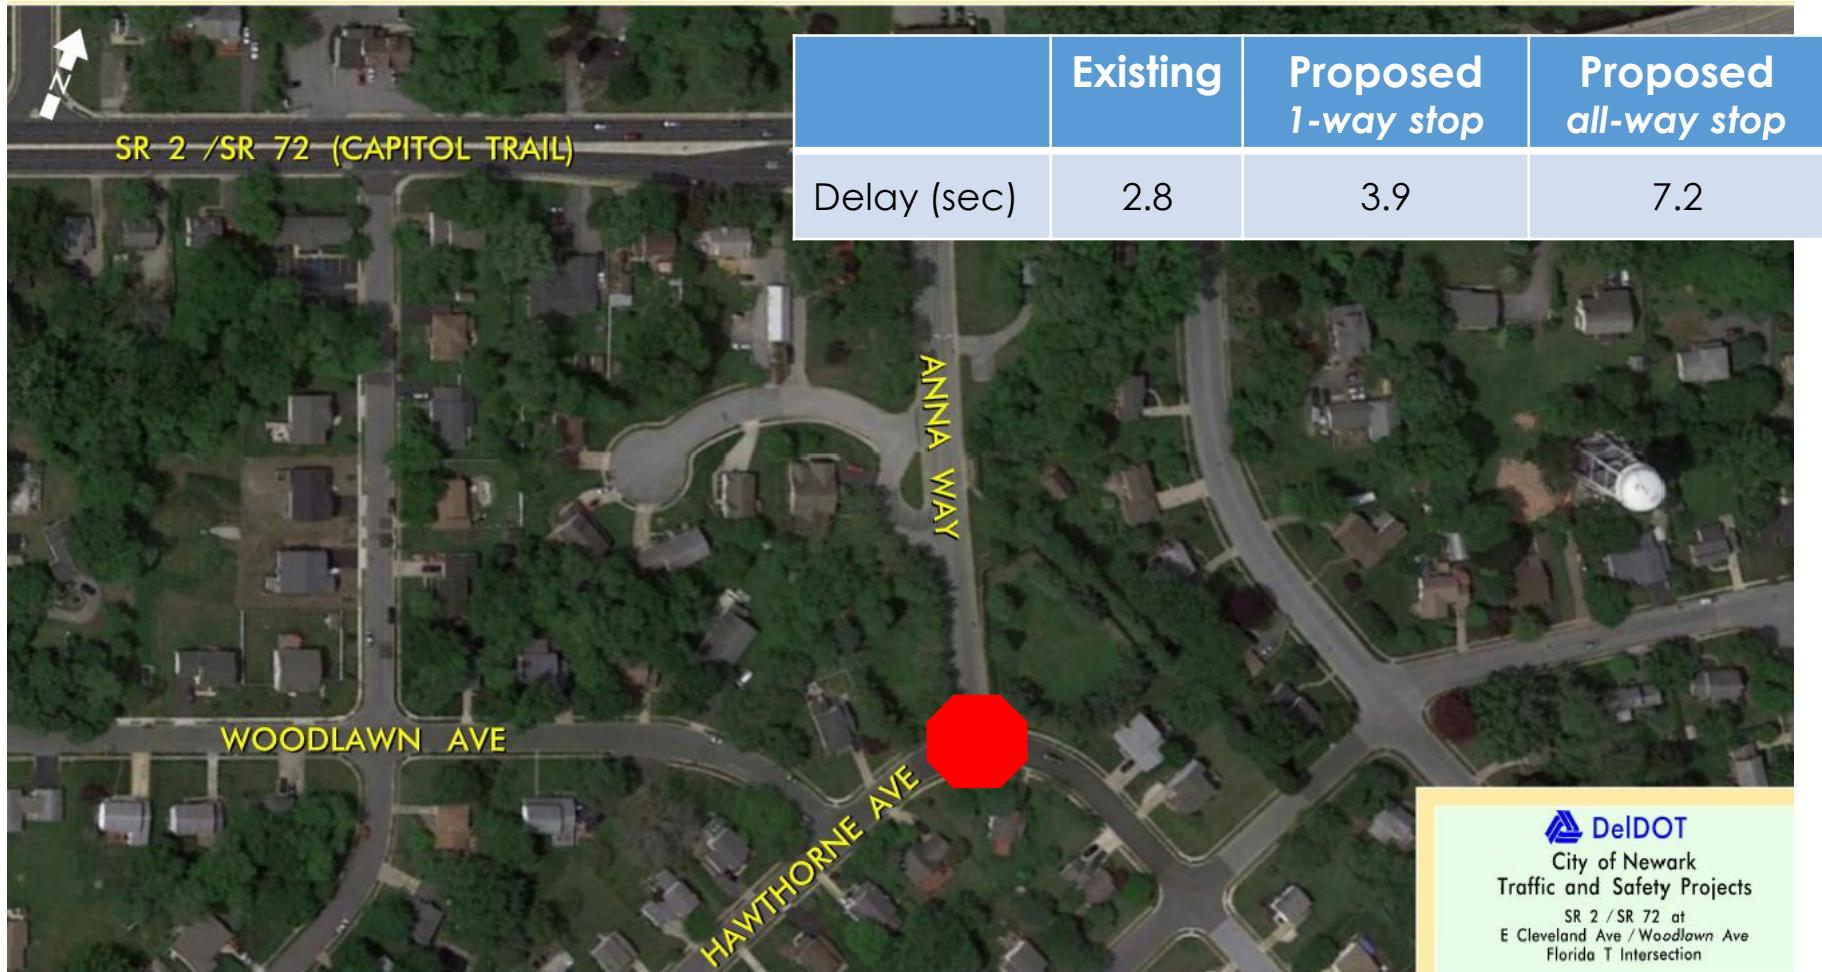 N
Existing Proposed Proposed
1-way stop all-way stop
Delay (sec) 2.8 3.9 7.2
SR 2 /SR 72 (CAPITOL TRAIL)
ANNA WAY
WOODLAWN AVE
HAWTHORNE AVE
DelDOT
City of Newark
Traffic and Safety Projects
SR 2 / SR 72 at
E Cleveland Ave / Woodlawn Ave
Florida T Intersection